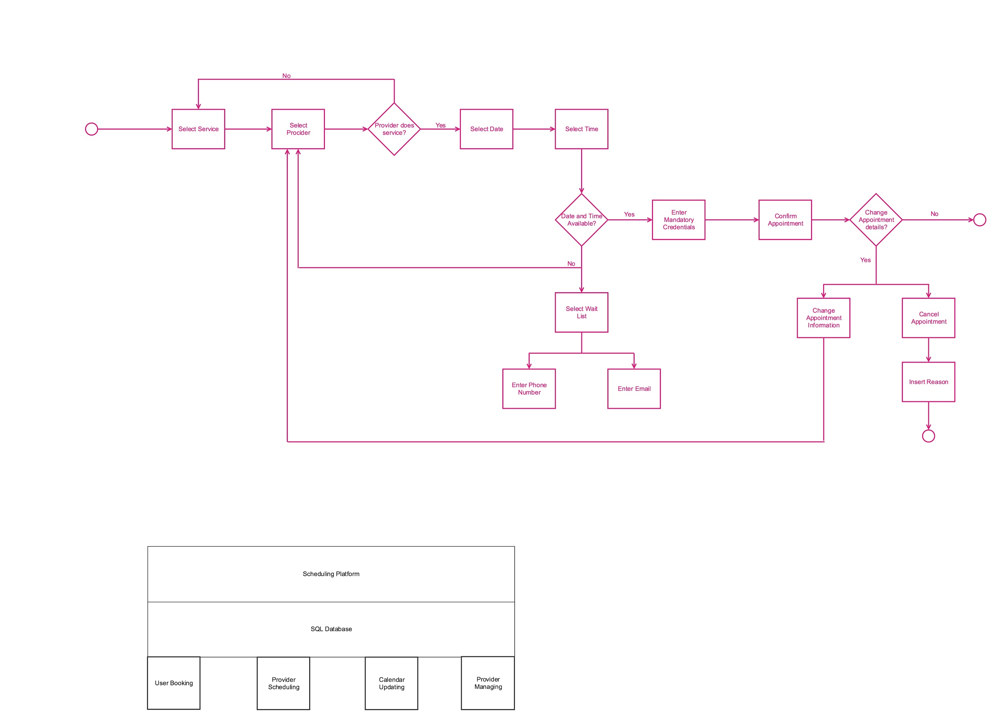 No
Select Service
Select
Procider
Provider does
service?
Yes
Select Date
Select Time
Date and Time
Available?
Yes
Enter
Mandatory
Credentials
Confirm
Appointment
Change
Appointment
details?
No
Yes
No
Select Wait
List
Change
Appointment
Information
Cancel
Appointment
Enter Phone
Number
Enter Email
Insert Reason
Scheduling Platform
SQL Database
User Booking
Provider
Scheduling
Calendar
Updating
Provider
Managing